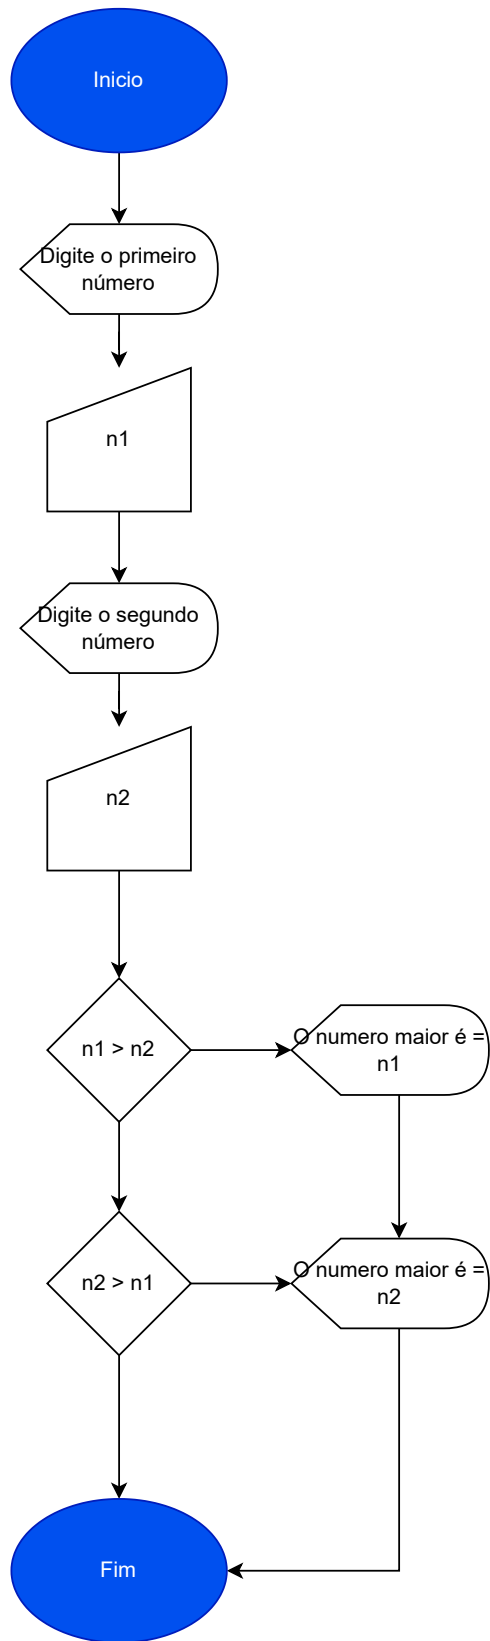 Inicio
Digite o primeiro
número
n1
Digite o segundo
número
n2
n1 > n2
O numero maior é =
n1
n2 > n1
O numero maior é =
n2
Fim